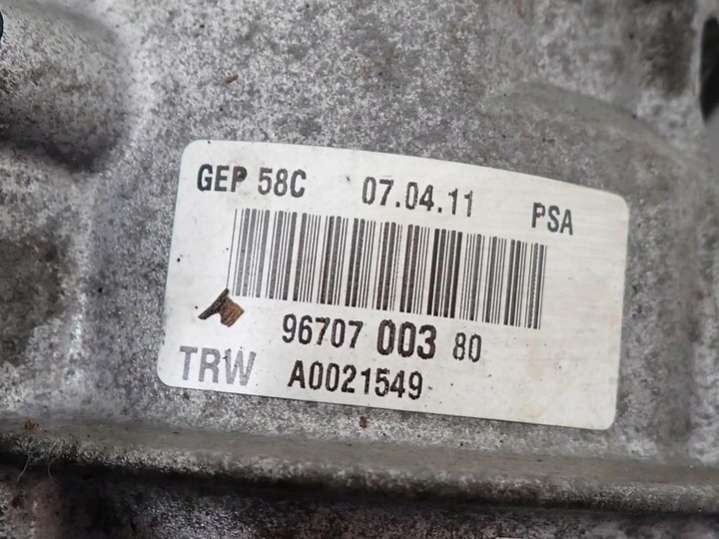 GEP 58C 07.04.11 PSA
96707 003 80
TRW A0021549